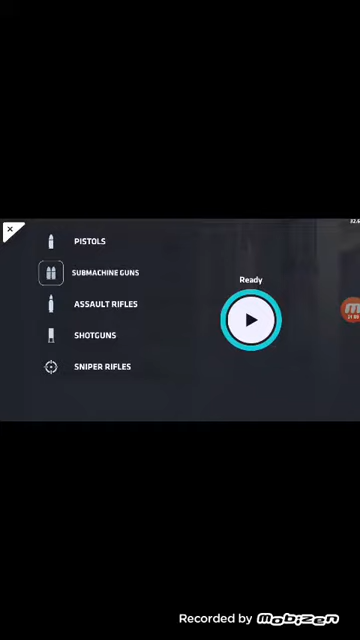 PISTOLS
SUBMACHINE GUNS
ASSAULT RIFLES
SHOTGUNS
SNIPER RIFLES
Ready
Recorded by Mobizen